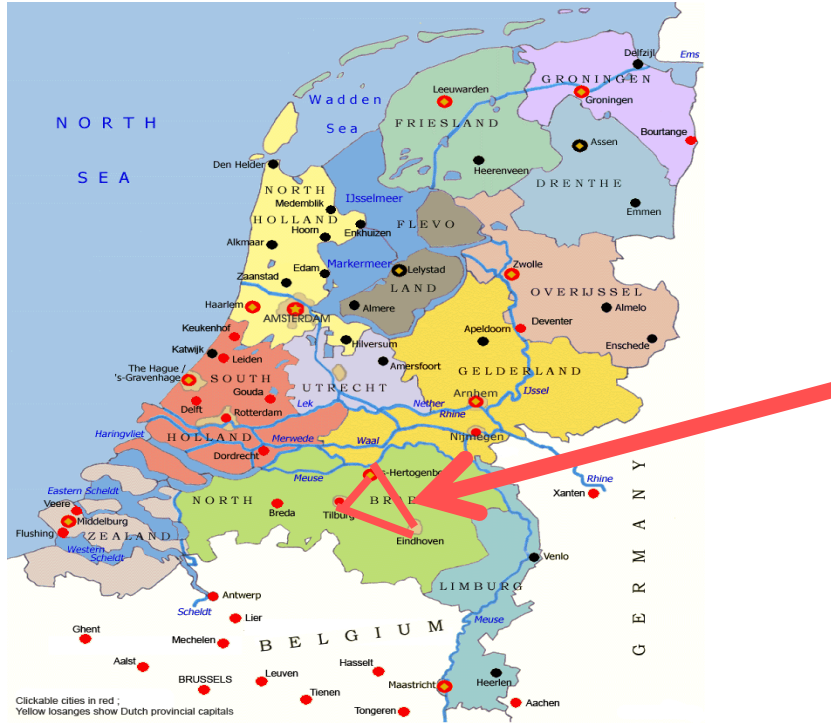 Delfzijl
Ems
GRONINGEN
Leeuwarden
Groningen
Wadden
Sea
FRIESLAND
NORTH
SEA
Bourtange
Assen
Den Helder
Heerenveen
DRENTHE
NORTH
HOLLAND
Medemblik
IJsselmeer
Emmen
Hoorn
Enkhuizen
FLEVO
LAND
Alkmaar
Edam
Markermeer
Lelystad
Zwolle
Zaanstad
OVERIJSSEL
Haarlem
AMSTERDAM
Almere
Almelo
Keukenhof
Deventer
Hilversum
Apeldoorn
Enschede
Katwijk
Leiden
Amersfoort
The Hague /
's-Gravenhage
SOUTH
HOLLAND
UTRECHT
GELDERLAND
Gouda
Arnhem
IJssel
Delft
Rotterdam
Lek
Nether
Rhine
Haringvliet
Merwede
Waal
Nijmegen
Dordrecht
Meuse
Rhine
Xanten
Eastern Scheldt
NORTH
Veere
Breda
Tilburg
Middelburg
Flushing
ZEALAND
Western
Scheldt
Eindhoven
Venlo
GERMANY
LIMBURG
Antwerp
Scheldt
Lier
Meuse
Ghent
Mechelen
BELGIUM
Aalst
Hasselt
BRUSSELS
Leuven
Maastricht
Heerlen
Tienen
Aachen
Tongeren
Clickable cities in red ;
Yellow losanges show Dutch provincial capitals